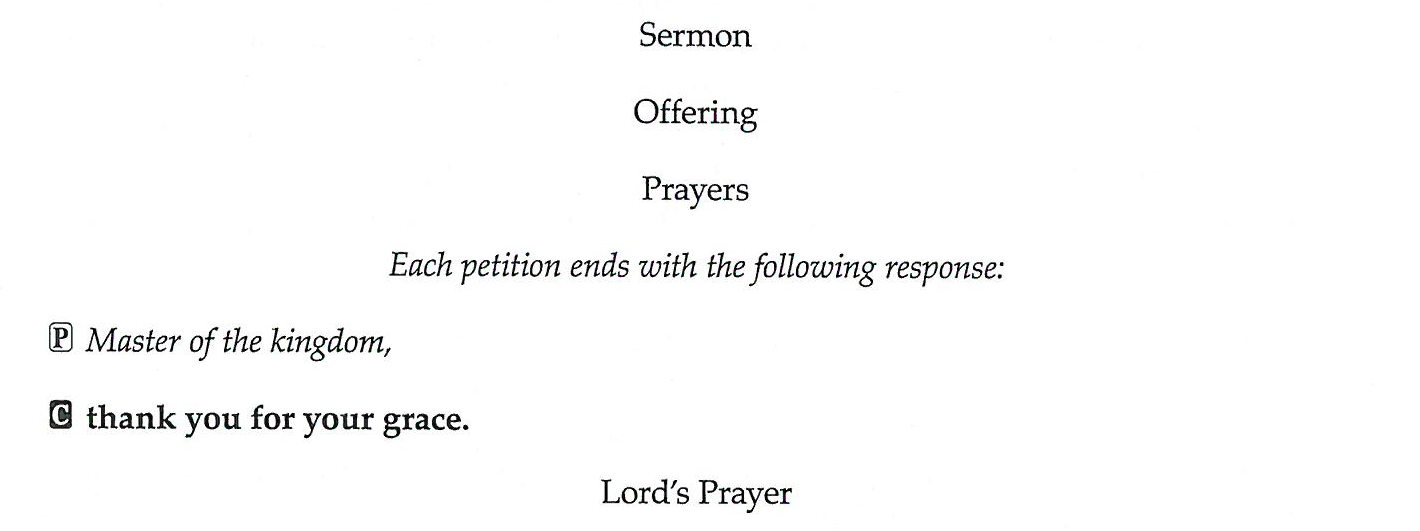 Sermon
Offering
Prayers
Each petition ends with the following response:
P Master of the kingdom,
C thank you for your grace.
Lord's Prayer